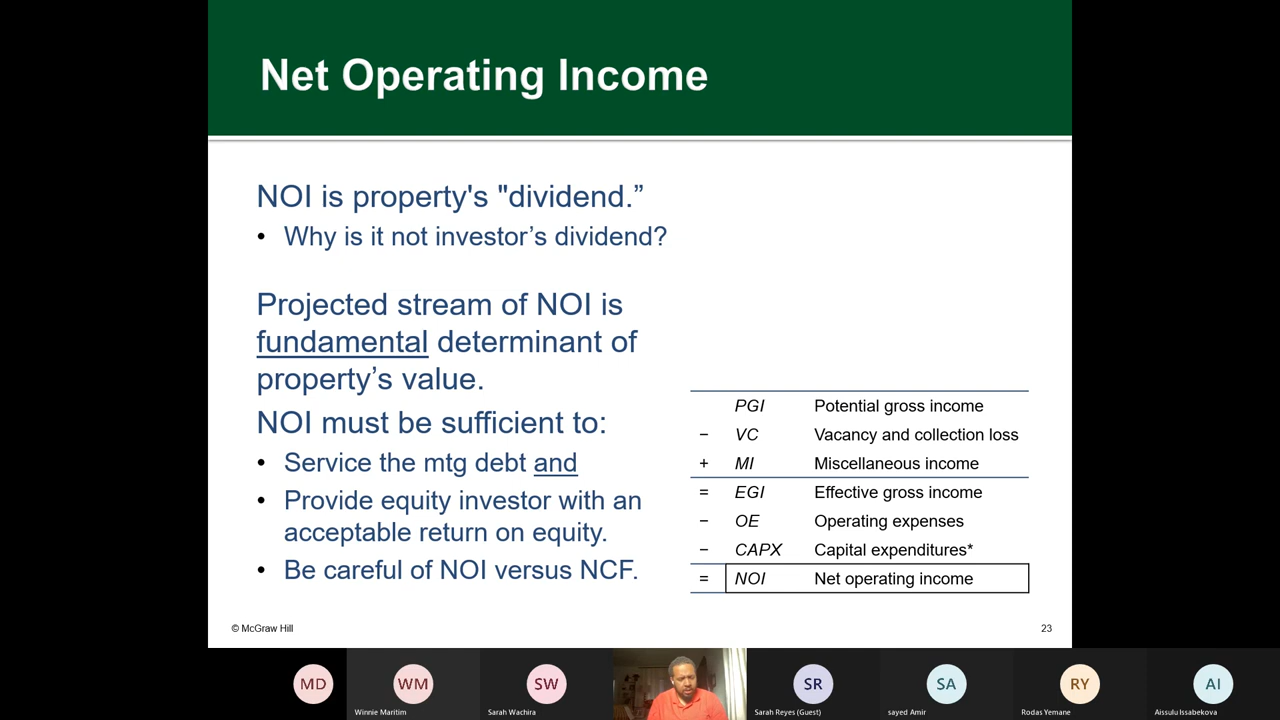 Net Operating Income
NOI is property's "dividend.”
• Why is it not investor’s dividend?
Projected stream of NOI is
fundamental determinant of
property’s value.
NOI must be sufficient to:
• Service the mtg debt and
• Provide equity investor with an
acceptable return on equity.
• Be careful of NOI versus NCF.
PGI Potential gross income
− VC Vacancy and collection loss
+ MI Miscellaneous income
= EGI Effective gross income
− OE Operating expenses
− CAPX Capital expenditures*
= NOI Net operating income
© McGraw Hill
23
MD
WM
SW
SR
SA
RY
AI
Winnie Maritim
Sarah Wachira
Sarah Reyes (Guest)
sayed Amir
Rodas Yemane
Aissulu Issabekova